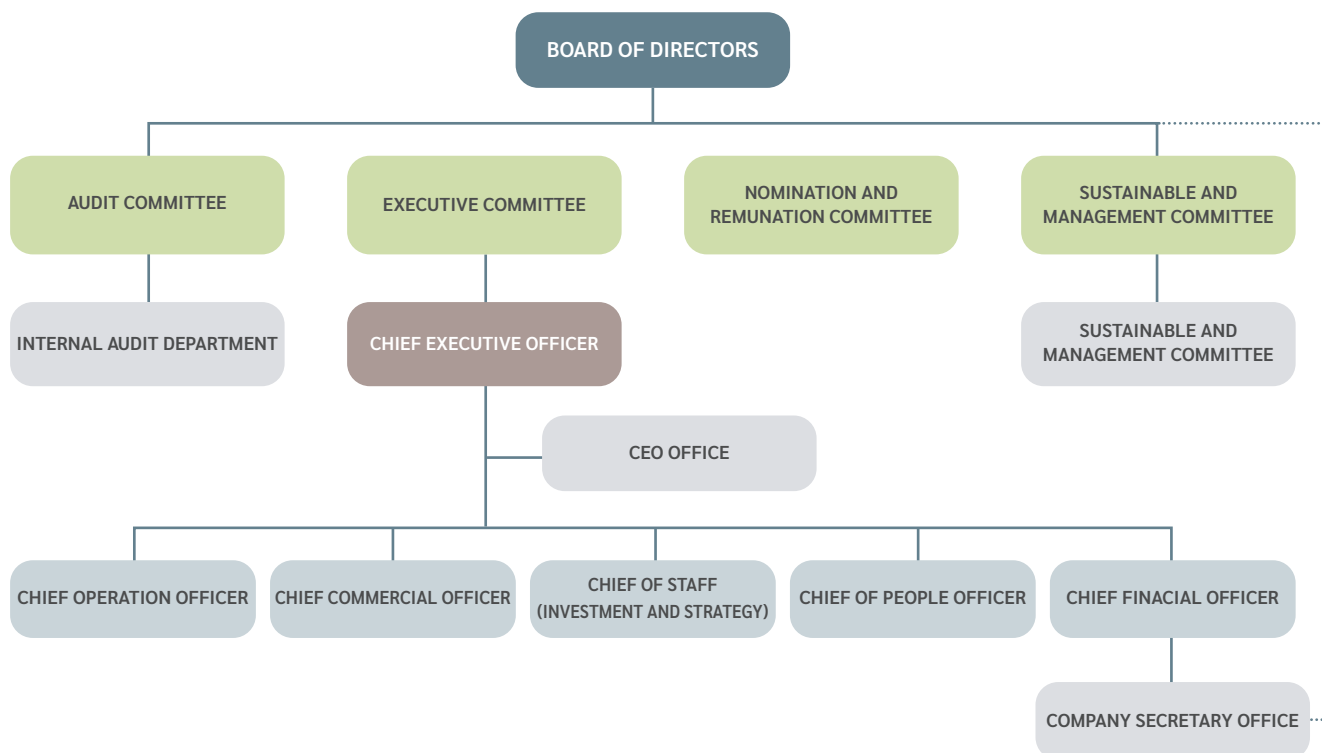 BOARD OF DIRECTORS
AUDIT COMMITTEE
EXECUTIVE COMMITTEE
NOMINATION AND
REMUNATION COMMITTEE
SUSTAINABLE AND
MANAGEMENT COMMITTEE
INTERNAL AUDIT DEPARTMENT
CHIEF EXECUTIVE OFFICER
SUSTAINABLE AND
MANAGEMENT COMMITTEE
CEO OFFICE
CHIEF OPERATION OFFICER
CHIEF COMMERCIAL OFFICER
CHIEF OF STAFF
(INVESTMENT AND STRATEGY)
CHIEF OF PEOPLE OFFICER
CHIEF FINACIAL OFFICER
COMPANY SECRETARY OFFICE